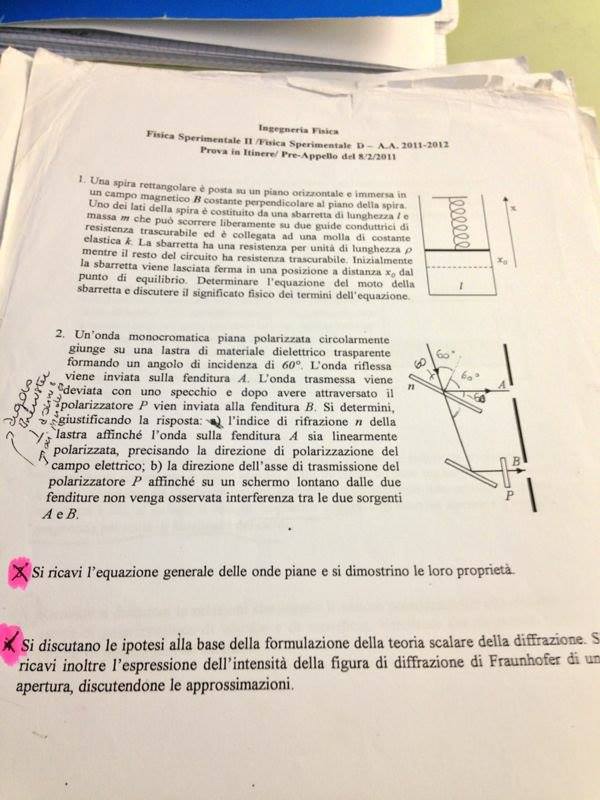 Ingegneria Fisica
Fisica Sperimentale II /Fisica Sperimentale D – A.A. 2011-2012
Prova in Itinere/ Pre-Appello del 8/2/2011
1. Una spira rettangolare è posta su un piano orizzontale e immersa in
un campo magnetico B costante perpendicolare al piano della spira.
Uno dei lati della spira è costituito da una sbarretta di lunghezza l e
massa m che può scorrere liberamente su due guide conduttrici di
resistenza trascurabile ed è collegata ad una molla di costante
elastica k. La sbarretta ha una resistenza per unità di lunghezza ρ
mentre il resto del circuito ha resistenza trascurabile. Inizialmente
la sbarretta viene lasciata ferma in una posizione a distanza x₀ dal
punto di equilibrio. Determinare l'equazione del moto della
sbarretta e discutere il significato fisico dei termini dell'equazione.
x
x₀
l
2. Un'onda monocromatica piana polarizzata circolarmente
giunge su una lastra di materiale dielettrico trasparente
formando un angolo di incidenza di 60°. L'onda riflessa
viene inviata sulla fenditura A. L'onda trasmessa viene
deviata con uno specchio e dopo avere attraversato il
polarizzatore P vien inviata alla fenditura B. Si determini,
giustificando la risposta: a) l'indice di rifrazione n della
lastra affinché l'onda sulla fenditura A sia linearmente
polarizzata, precisando la direzione di polarizzazione del
campo elettrico; b) la direzione dell'asse di trasmissione del
polarizzatore P affinché su un schermo lontano dalle due
fenditure non venga osservata interferenza tra le due sorgenti
A e B.
60
60°
60°
60
n
A
B
P
3. Si ricavi l'equazione generale delle onde piane e si dimostrino le loro proprietà.
4. Si discutano le ipotesi alla base della formulazione della teoria scalare della diffrazione. S
ricavi inoltre l'espressione dell'intensità della figura di diffrazione di Fraunhofer di un
apertura, discutendone le approssimazioni.